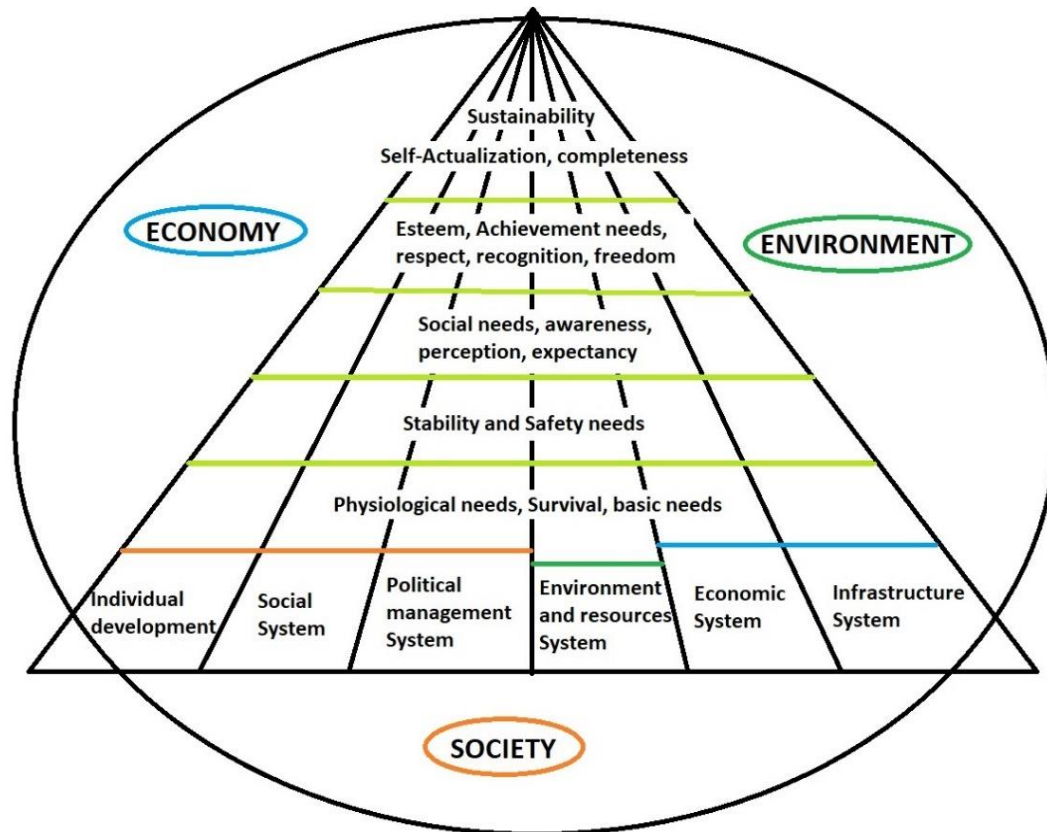 Sustainability
Self-Actualization, completeness
ECONOMY
Esteem, Achievement needs,
respect, recognition, freedom
ENVIRONMENT
Social needs, awareness,
perception, expectancy
Stability and Safety needs
Physiological needs, Survival, basic needs
Individual
development
Social
System
Political
management
System
Environment
and resources
System
Economic
System
Infrastructure
System
SOCIETY